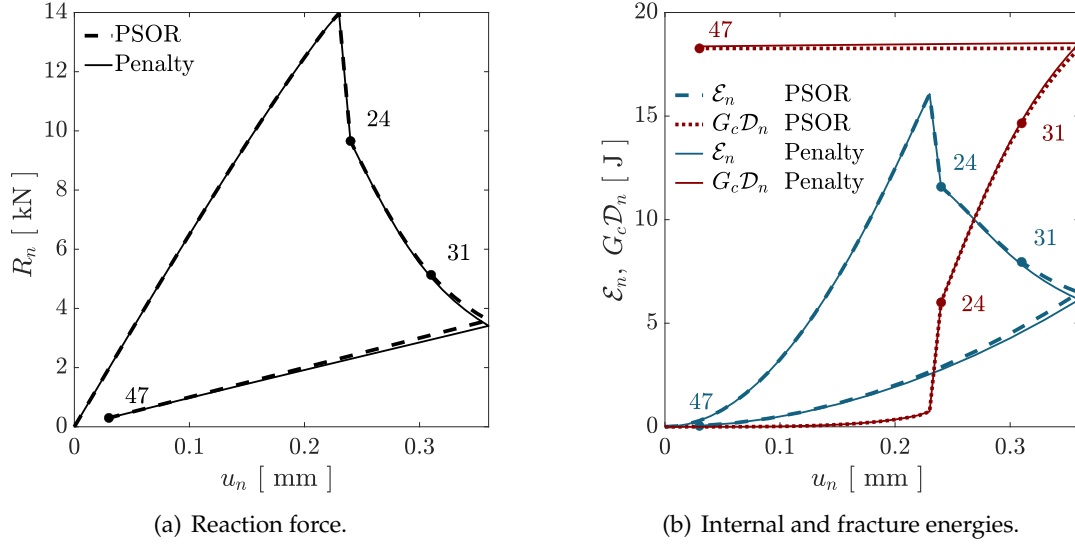 14
12
10
8
6
4
2
0
R_n [ kN ]
PSOR
Penalty
24
31
47
0
0.1
0.2
0.3
u_n [ mm ]
(a) Reaction force.
20
15
10
5
0
ℰ_n, G_c𝒟_n [ J ]
47
ℰ_n PSOR
G_c𝒟_n PSOR
ℰ_n Penalty
G_c𝒟_n Penalty
31
24
31
24
47
0
0.1
0.2
0.3
u_n [ mm ]
(b) Internal and fracture energies.